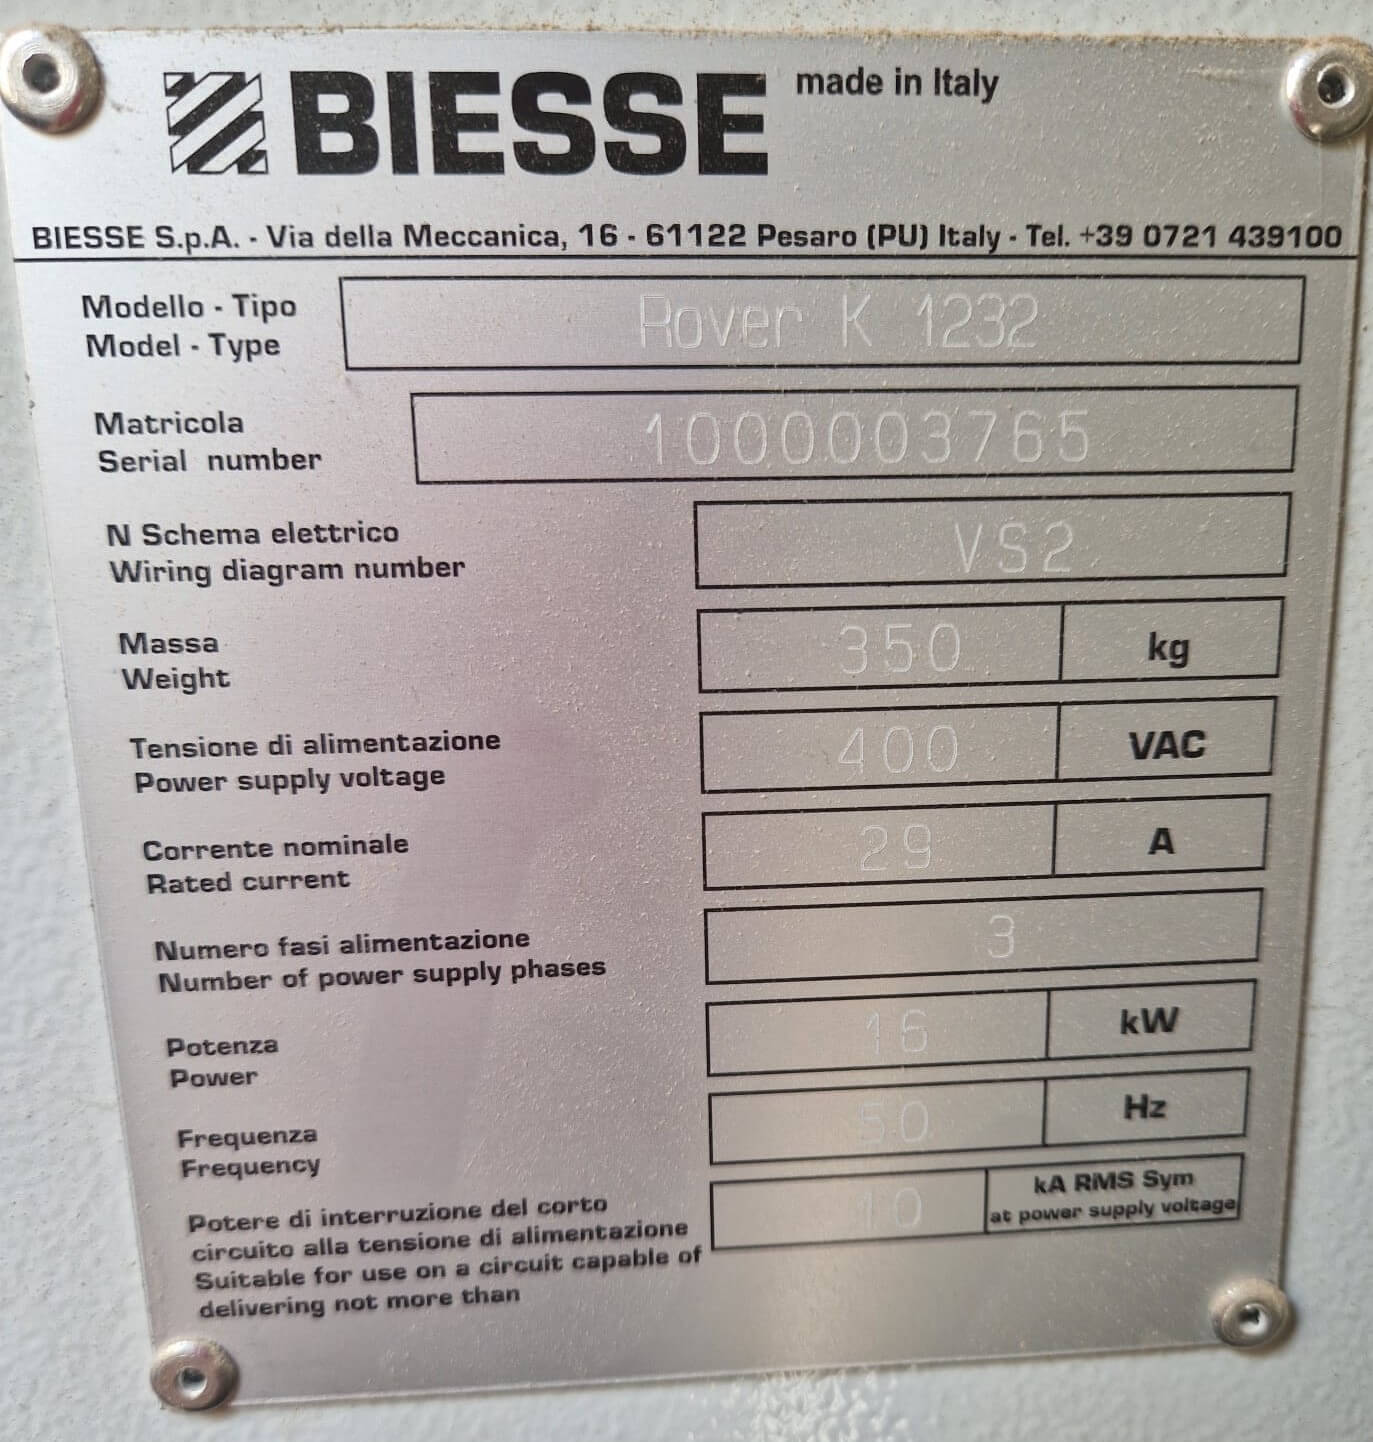 BIESSE made in Italy
BIESSE S.p.A. - Via della Meccanica, 16 - 61122 Pesaro (PU) Italy - Tel. +39 0721 439100
Modello - Tipo
Model - Type
Rover K 1232
Matricola
Serial number
1000003765
N Schema elettrico
Wiring diagram number
VS2
Massa
Weight
350 kg
Tensione di alimentazione
Power supply voltage
400 VAC
Corrente nominale
Rated current
29 A
Numero fasi alimentazione
Number of power supply phases
3
Potenza
Power
16 kW
Frequenza
Frequency
50 Hz
Potere di interruzione del corto
circuito alla tensione di alimentazione
Suitable for use on a circuit capable of
delivering not more than
10 kA RMS Sym
at power supply voltage